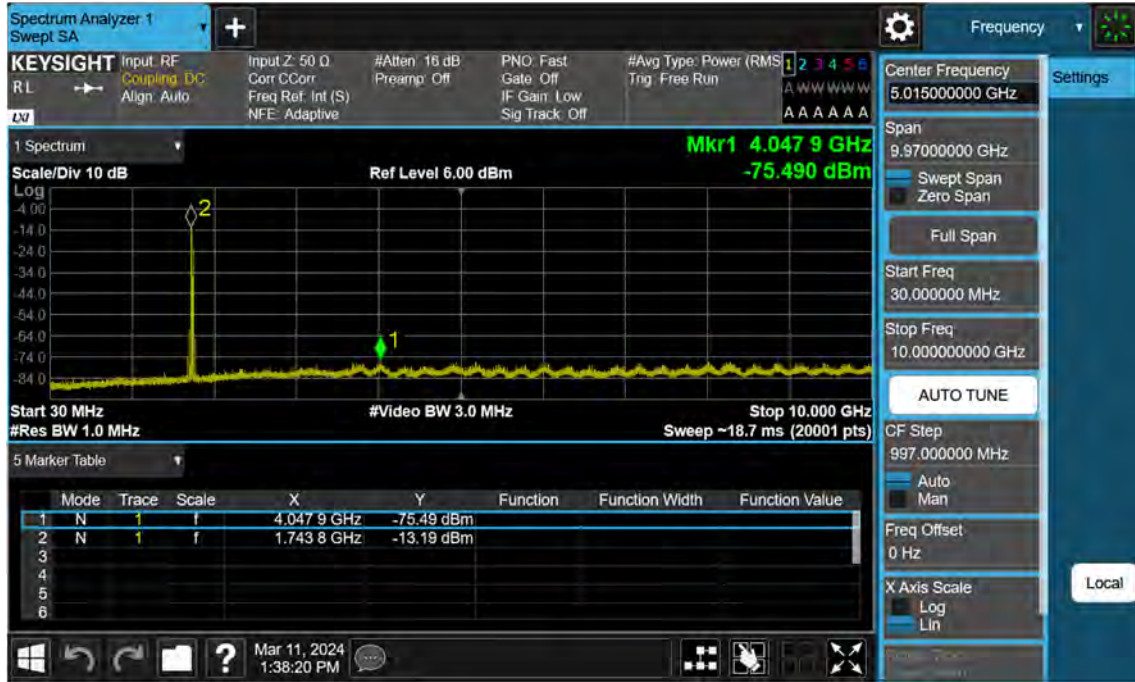 Spectrum Analyzer 1
Swept SA
+
Frequency
KEYSIGHT
RL
LXI
Input: RF
Coupling: DC
Align: Auto
Input Z: 50 Ω
Corr CCorr
Freq Ref: Int (S)
NFE: Adaptive
#Atten: 16 dB
Preamp: Off
PNO: Fast
Gate: Off
IF Gain: Low
Sig Track: Off
#Avg Type: Power (RMS
Trig: Free Run
1 2 3 4 5 6
A W W W W W
A A A A A A
1 Spectrum
Scale/Div 10 dB
Log
Ref Level 6.00 dBm
Mkr1 4.047 9 GHz
-75.490 dBm
-4.00
-14.0
-24.0
-34.0
-44.0
-54.0
-64.0
-74.0
-84.0
2
1
Start 30 MHz
#Res BW 1.0 MHz
#Video BW 3.0 MHz
Stop 10.000 GHz
Sweep ~18.7 ms (20001 pts)
5 Marker Table
Mode Trace Scale X Y Function Function Width Function Value
1 N 1 f 4.047 9 GHz -75.49 dBm
2 N 1 f 1.743 8 GHz -13.19 dBm
3
4
5
6
Mar 11, 2024
1:38:20 PM
?
Center Frequency
5.015000000 GHz
Settings
Span
9.97000000 GHz
Swept Span
Zero Span
Full Span
Start Freq
30.000000 MHz
Stop Freq
10.000000000 GHz
AUTO TUNE
CF Step
997.000000 MHz
Auto
Man
Freq Offset
0 Hz
X Axis Scale
Log
Lin
Local